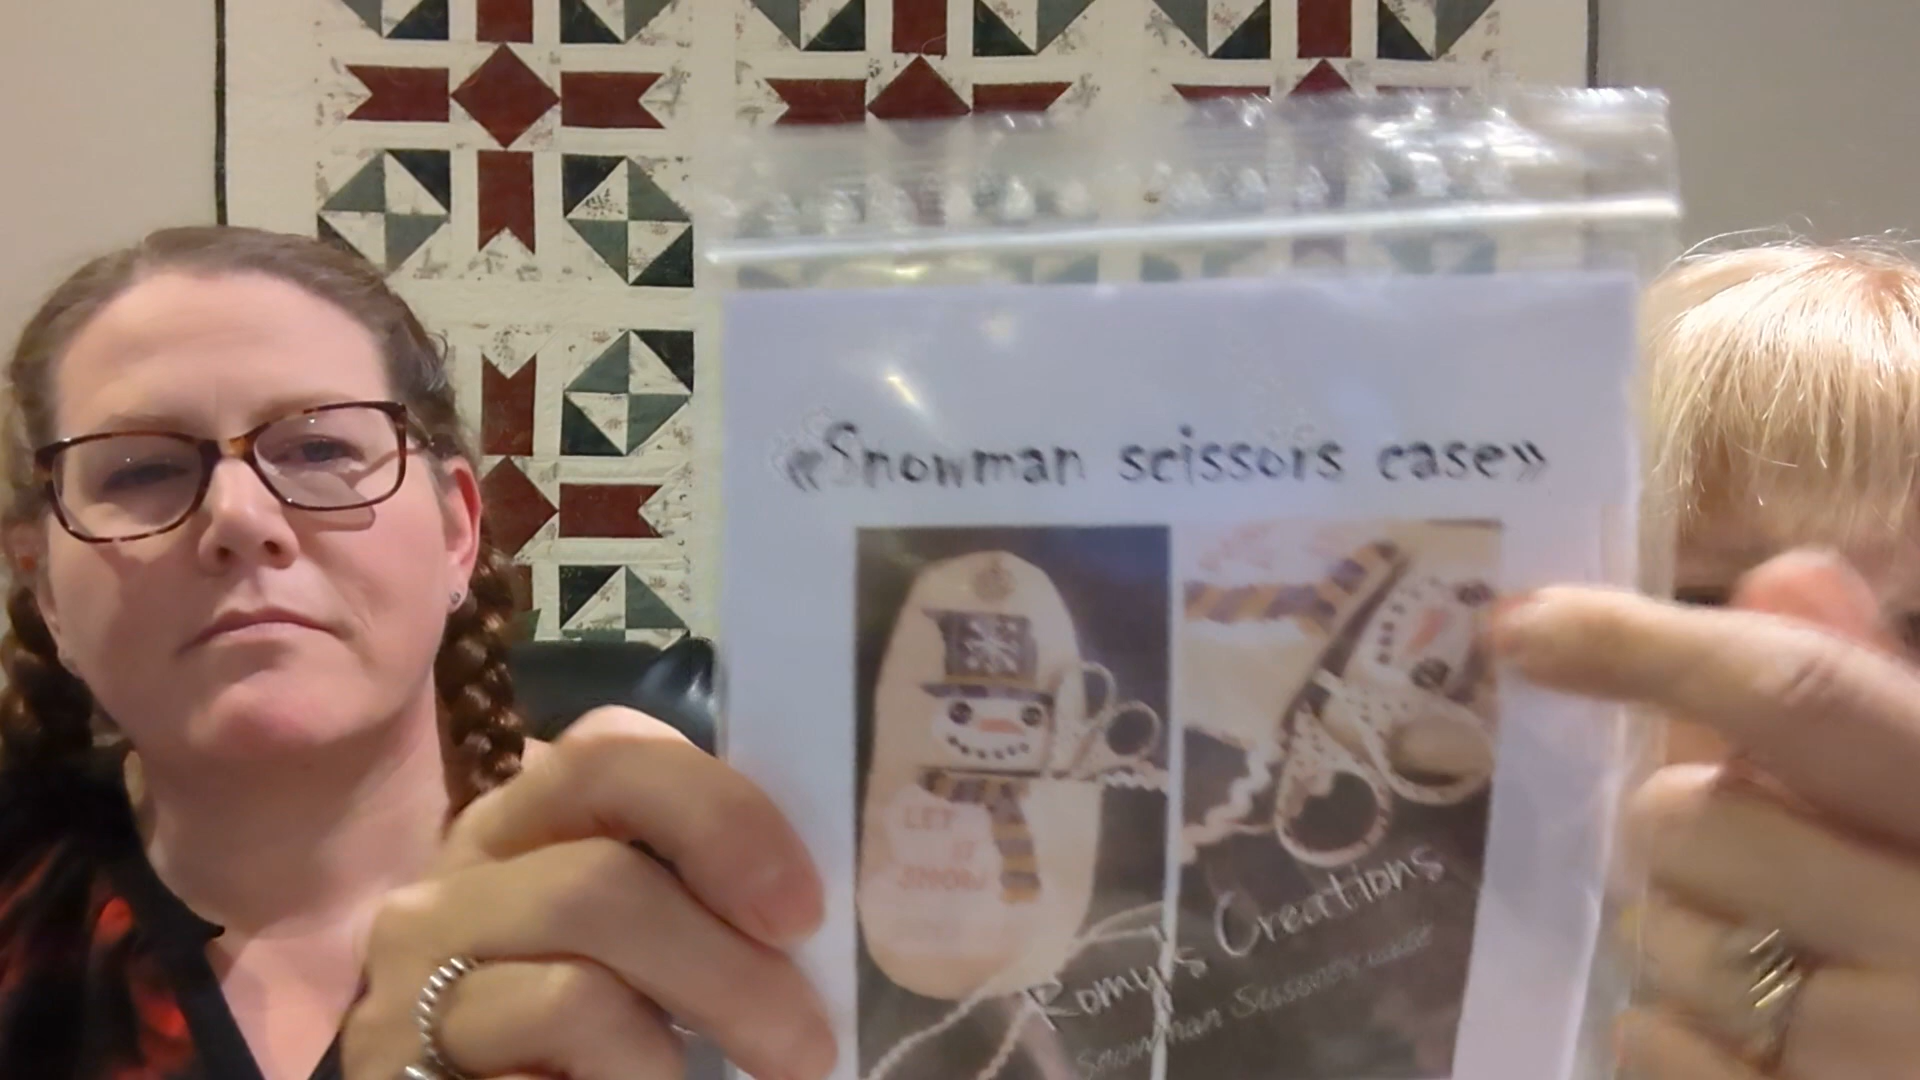 «Snowman scissors case»
LET
IT
SNOW
Romy's Creations
Snowman Scissors case